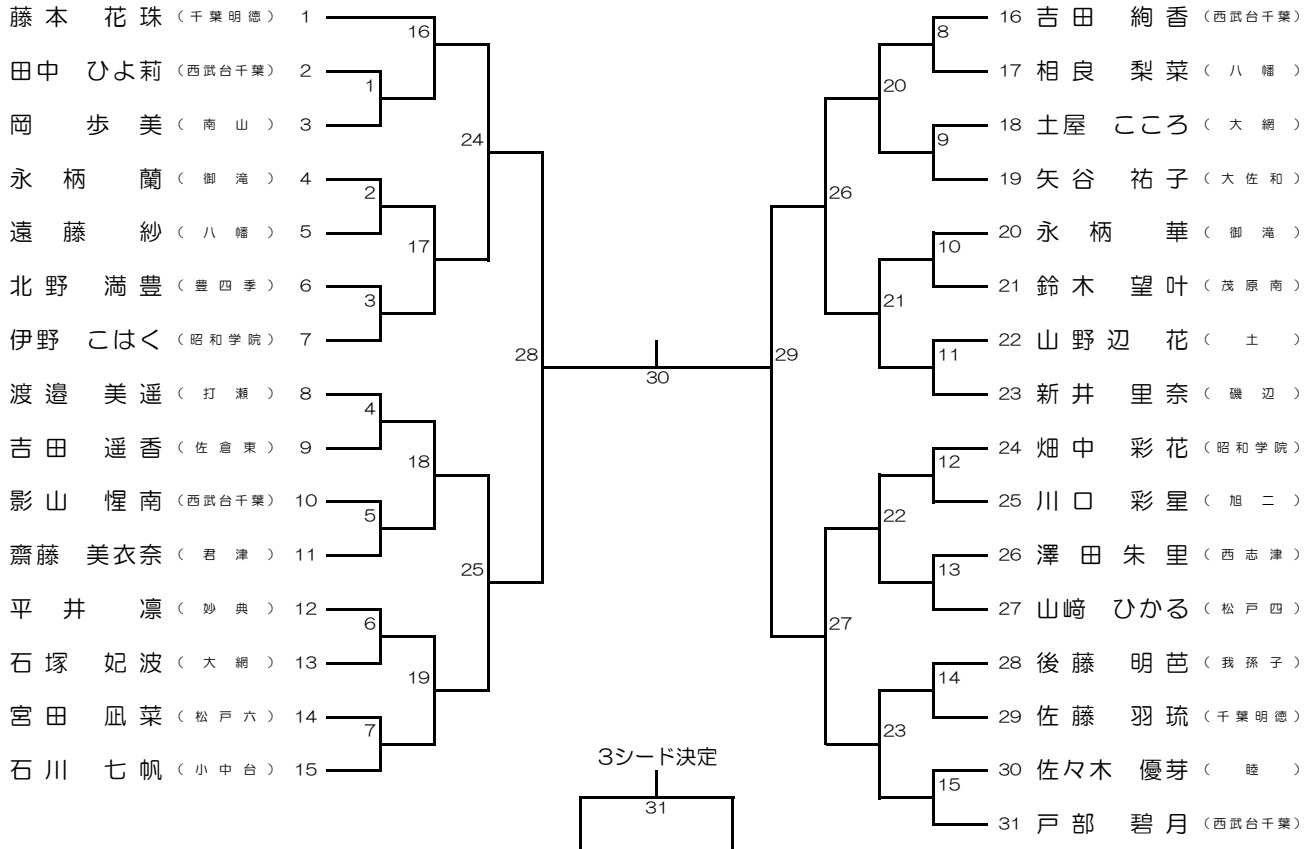 藤本 花珠 (千葉明徳) 1
田中 ひよ莉 (西武台千葉) 2
岡 歩美 (南山) 3
永柄 蘭 (御滝) 4
遠藤 紗 (八幡) 5
北野 満豊 (豊四季) 6
伊野 こはく (昭和学院) 7
渡邉 美遥 (打瀬) 8
吉田 遥香 (佐倉東) 9
影山 惺南 (西武台千葉) 10
齋藤 美衣奈 (君津) 11
平井 凛 (妙典) 12
石塚 妃波 (大網) 13
宮田 凪菜 (松戸六) 14
石川 七帆 (小中台) 15
1
2
3
4
5
6
7
16
17
18
19
24
25
28
30
3シード決定
31
29
26
27
20
21
22
23
8
9
10
11
12
13
14
15
16 吉田 絢香 (西武台千葉)
17 相良 梨菜 (八幡)
18 土屋 こころ (大網)
19 矢谷 祐子 (大佐和)
20 永柄 華 (御滝)
21 鈴木 望叶 (茂原南)
22 山野辺 花 (土)
23 新井 里奈 (磯辺)
24 畑中 彩花 (昭和学院)
25 川口 彩星 (旭二)
26 澤田朱里 (西志津)
27 山﨑 ひかる (松戸四)
28 後藤 明芭 (我孫子)
29 佐藤 羽琉 (千葉明徳)
30 佐々木 優芽 (睦)
31 戸部 碧月 (西武台千葉)